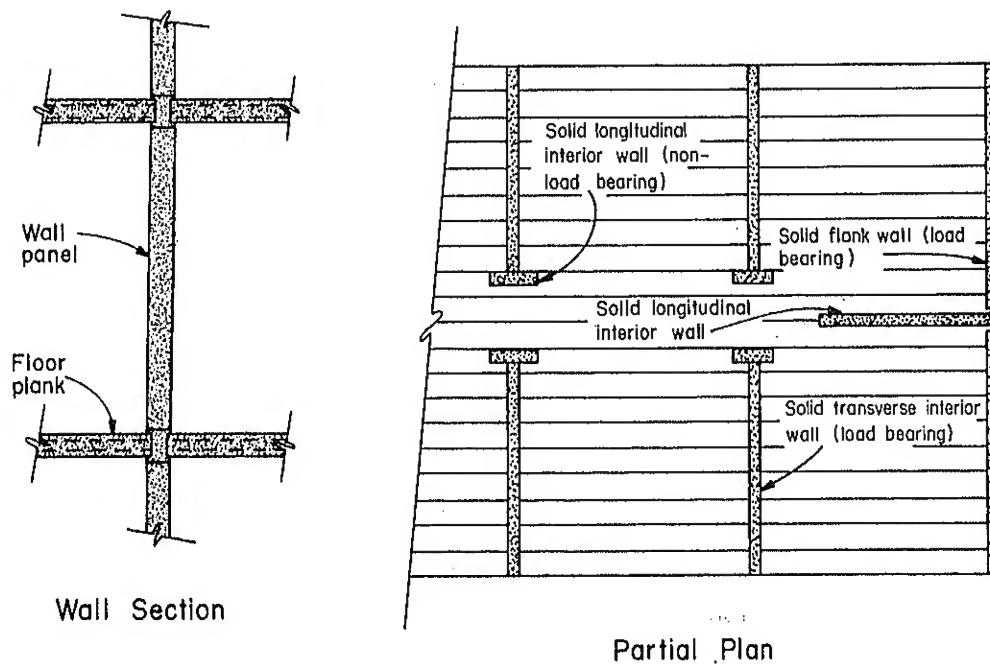 Solid longitudinal
interior wall (non-
load bearing)
Wall
panel
Solid flank wall (load
bearing)
Solid longitudinal
interior wall
Floor
plank
Solid transverse interior
wall (load bearing)
Wall Section
Partial Plan